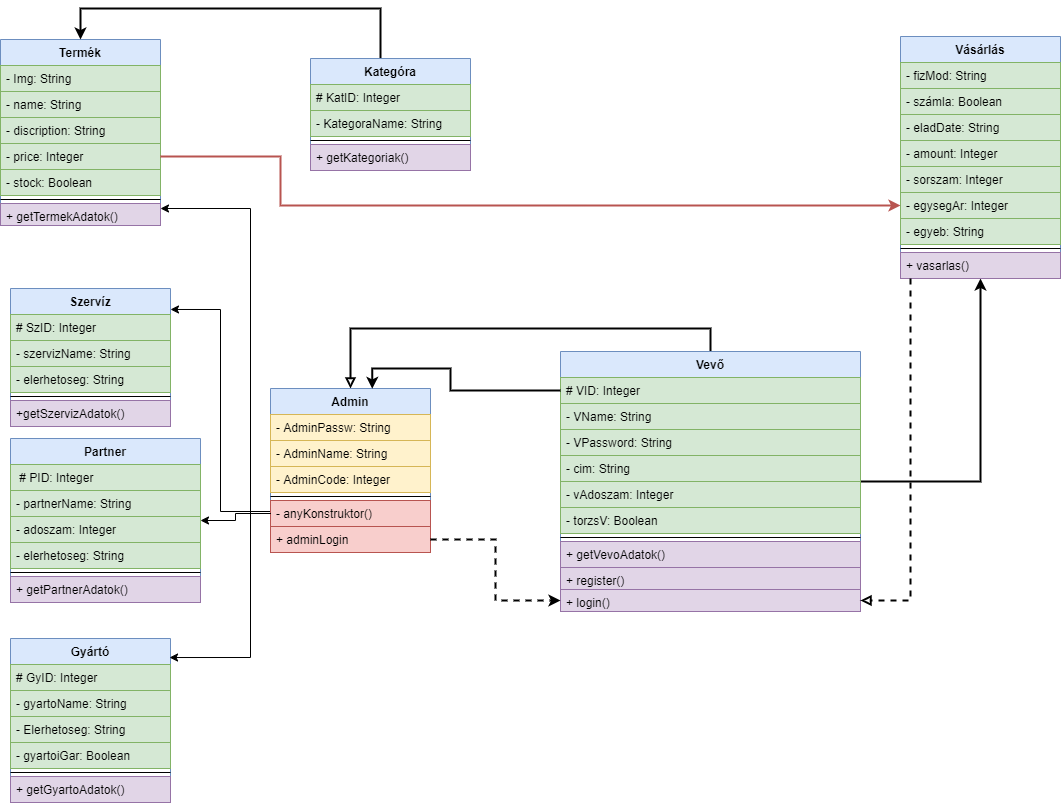 Termék
- Img: String
- name: String
- discription: String
- price: Integer
- stock: Boolean
+ getTermekAdatok()
Kategóra
# KatID: Integer
- KategoraName: String
+ getKategoriak()
Vásárlás
- fizMod: String
- számla: Boolean
- eladDate: String
- amount: Integer
- sorszam: Integer
- egysegAr: Integer
- egyeb: String
+ vasarlas()
Szervíz
# SzID: Integer
- szervizName: String
- elerhetoseg: String
+getSzervizAdatok()
Partner
# PID: Integer
- partnerName: String
- adoszam: Integer
- elerhetoseg: String
+ getPartnerAdatok()
Admin
- AdminPassw: String
- AdminName: String
- AdminCode: Integer
- anyKonstruktor()
+ adminLogin
Vevő
# VID: Integer
- VName: String
- VPassword: String
- cim: String
- vAdoszam: Integer
- torzsV: Boolean
+ getVevoAdatok()
+ register()
+ login()
Gyártó
# GyID: Integer
- gyartoName: String
- Elerhetoseg: String
- gyartoiGar: Boolean
+ getGyartoAdatok()